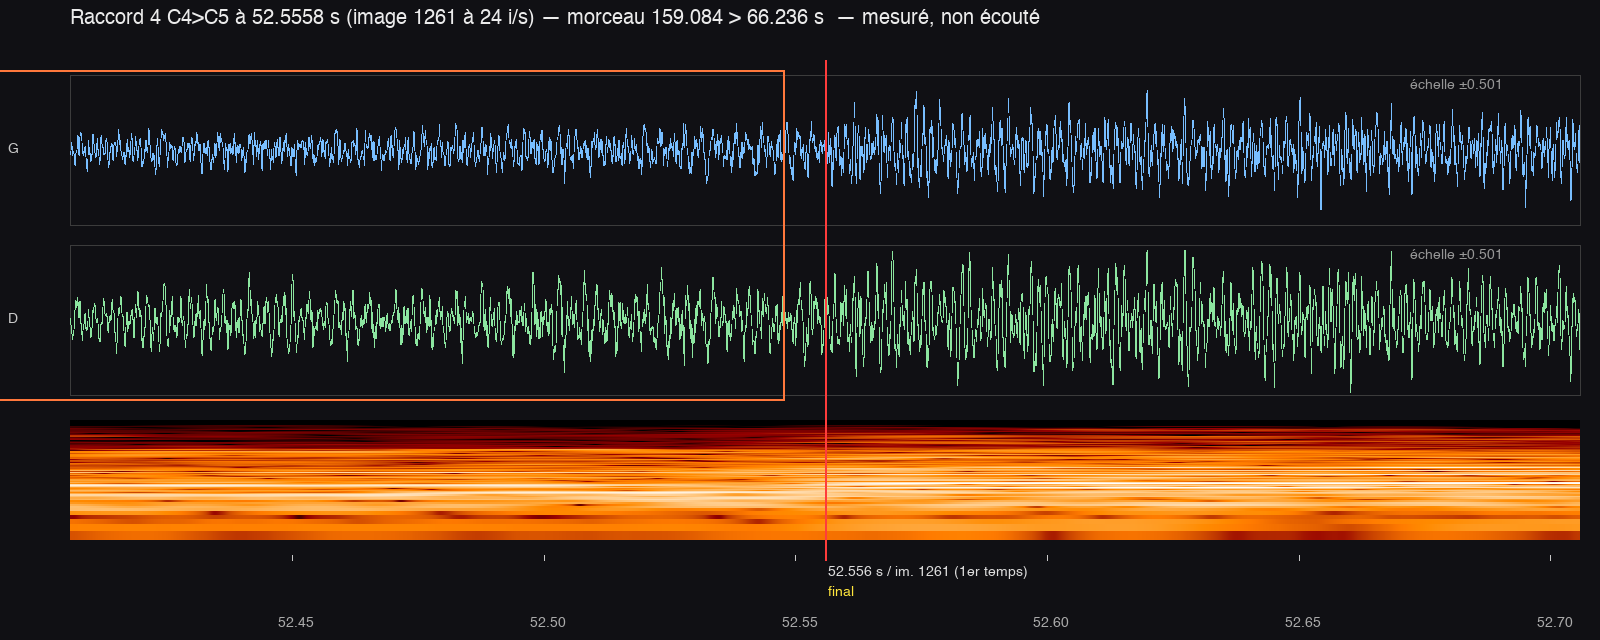 Raccord 4 C4>C5 à 52.5558 s (image 1261 à 24 i/s) — morceau 159.084 > 66.236 s — mesuré, non écouté
échelle ±0.501
G
échelle ±0.501
D
52.556 s / im. 1261 (1er temps)
final
52.45 52.50 52.55 52.60 52.65 52.70